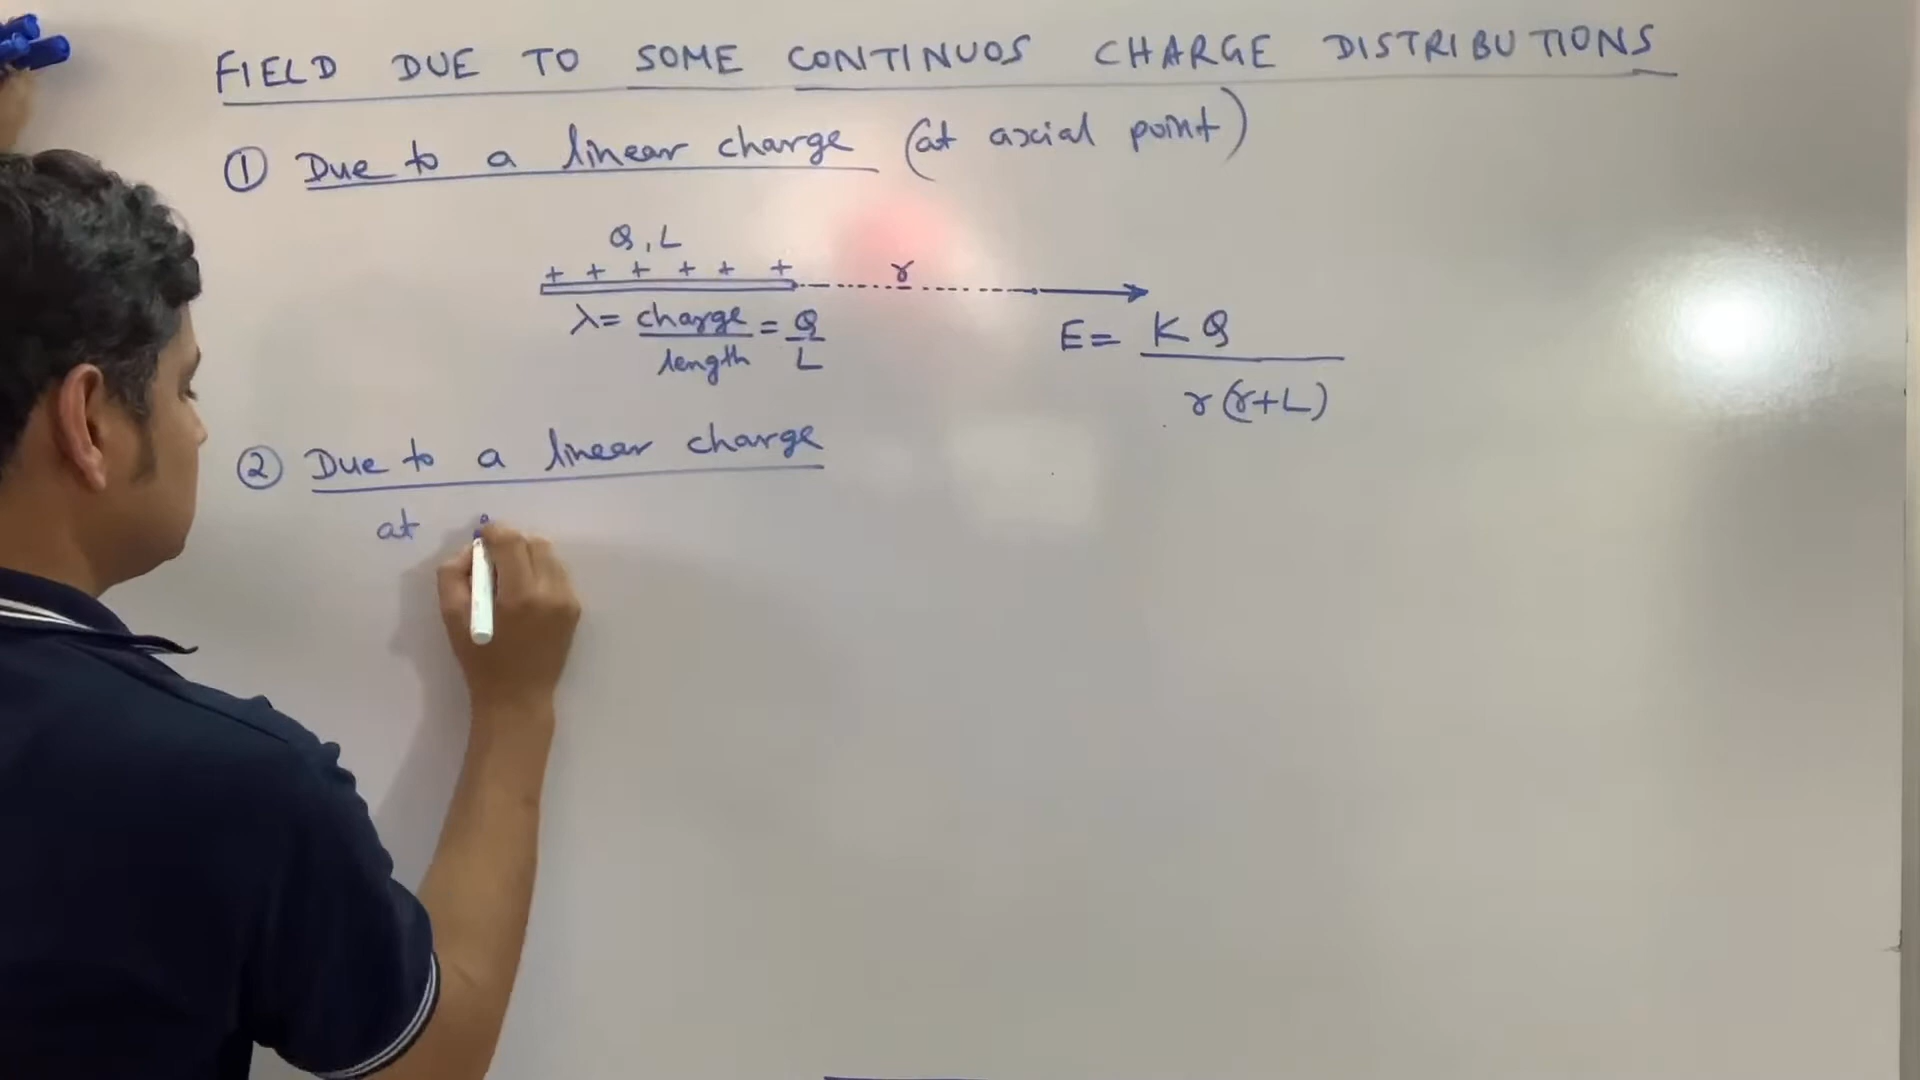 FIELD DUE TO SOME CONTINUOS CHARGE DISTRIBUTIONS
① Due to a linear charge (at axial point)
Q, L
+ + + + + +
r
λ = charge/length = Q/L
E = KQ/r(r+L)
② Due to a linear charge
at